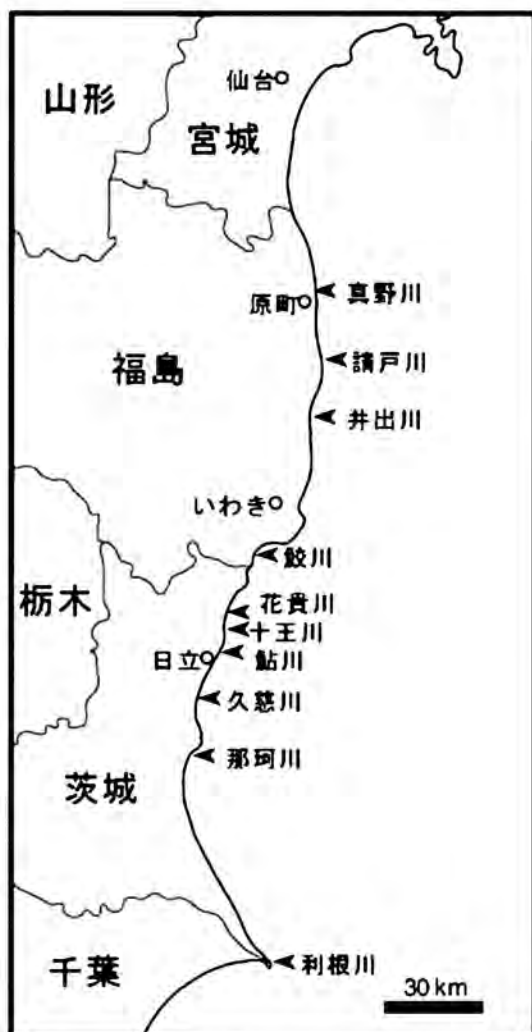 仙台
山形
宮城
真野川
原町
請戸川
福島
井出川
いわき
鮫川
栃木
花貫川
十王川
鮎川
日立
久慈川
那珂川
茨城
利根川
千葉
30 km